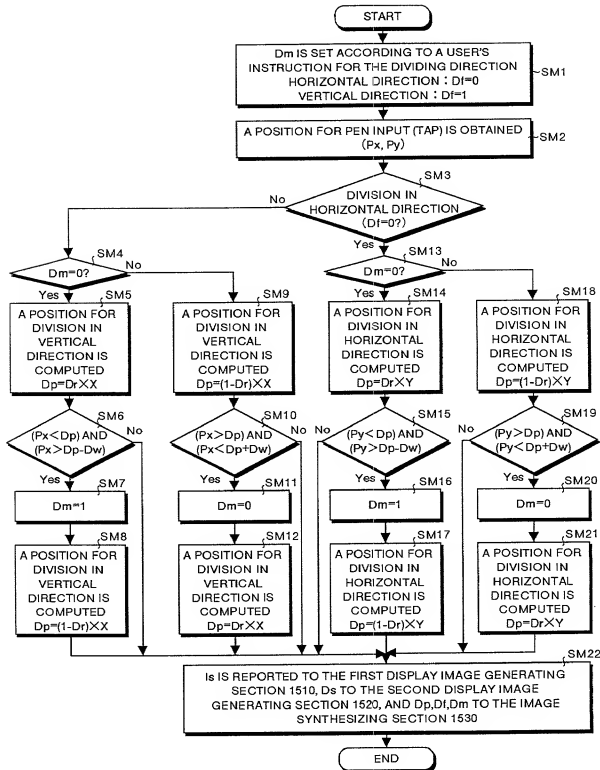 START
Dm IS SET ACCORDING TO A USER'S
INSTRUCTION FOR THE DIVIDING DIRECTION
HORIZONTAL DIRECTION : Df=0
VERTICAL DIRECTION : Df=1
SM1
A POSITION FOR PEN INPUT (TAP) IS OBTAINED
(Px, Py)
SM2
SM3
DIVISION IN
HORIZONTAL DIRECTION
(Df=0?)
No
Yes
SM4
Dm=0?
No
Yes
SM13
Dm=0?
No
Yes
SM5
A POSITION FOR
DIVISION IN
VERTICAL
DIRECTION IS
COMPUTED
Dp=Dr×X
SM9
A POSITION FOR
DIVISION IN
VERTICAL
DIRECTION IS
COMPUTED
Dp=(1-Dr)×X
SM14
A POSITION FOR
DIVISION IN
HORIZONTAL
DIRECTION IS
COMPUTED
Dp=Dr×Y
SM18
A POSITION FOR
DIVISION IN
HORIZONTAL
DIRECTION IS
COMPUTED
Dp=(1-Dr)×Y
SM6
(Px<Dp) AND
(Px>Dp-Dw)
No
Yes
SM10
(Px>Dp) AND
(Px<Dp+Dw)
No
Yes
SM15
(Py<Dp) AND
(Py>Dp-Dw)
No
Yes
SM19
(Py>Dp) AND
(Py<Dp+Dw)
No
Yes
SM7
Dm=1
SM11
Dm=0
SM16
Dm=1
SM20
Dm=0
SM8
A POSITION FOR
DIVISION IN
VERTICAL
DIRECTION IS
COMPUTED
Dp=(1-Dr)×X
SM12
A POSITION FOR
DIVISION IN
VERTICAL
DIRECTION IS
COMPUTED
Dp=Dr×X
SM17
A POSITION FOR
DIVISION IN
HORIZONTAL
DIRECTION IS
COMPUTED
Dp=(1-Dr)×Y
SM21
A POSITION FOR
DIVISION IN
HORIZONTAL
DIRECTION IS
COMPUTED
Dp=Dr×Y
SM22
Is IS REPORTED TO THE FIRST DISPLAY IMAGE GENERATING
SECTION 1510, Ds TO THE SECOND DISPLAY IMAGE
GENERATING SECTION 1520, AND Dp,Df,Dm TO THE IMAGE
SYNTHESIZING SECTION 1530
END